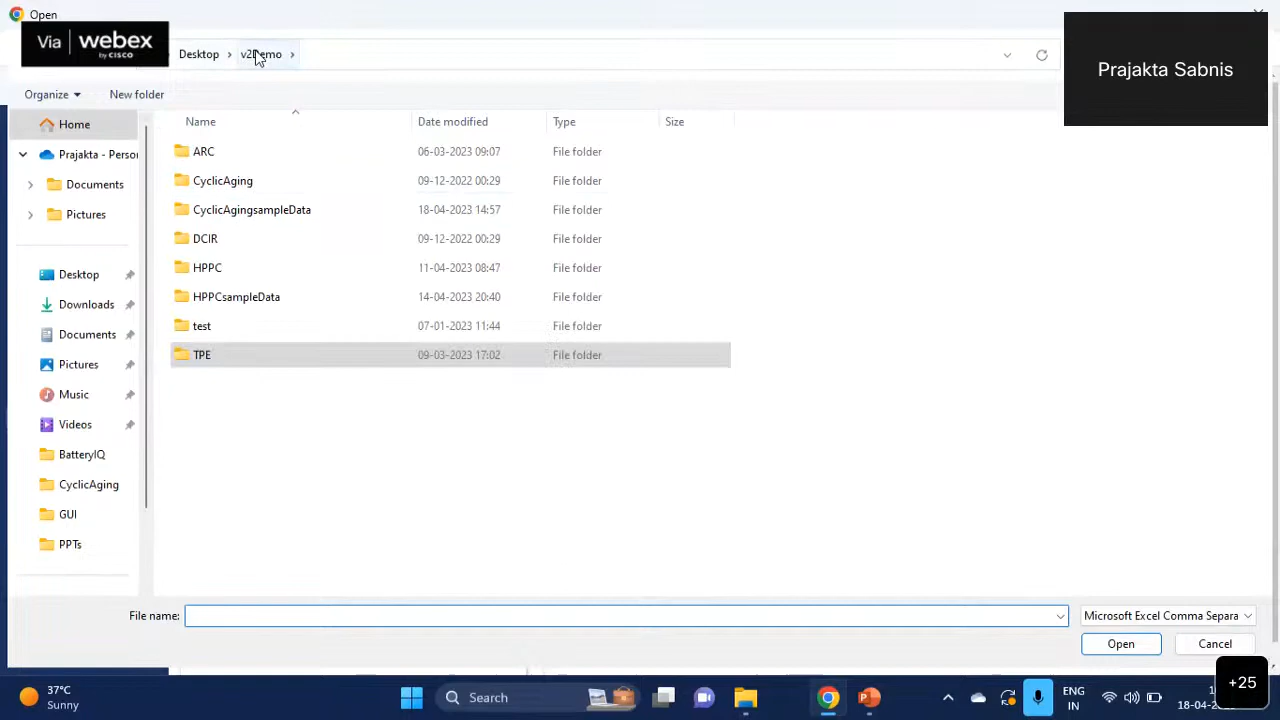 Open
Via webex
by CISCO
Desktop > v2Demo >
Prajakta Sabnis
Organize
New folder
Name Date modified Type Size
Home
Prajakta - Perso
Documents
Pictures
Desktop
Downloads
Documents
Pictures
Music
Videos
BatteryIQ
CyclicAging
GUI
PPTs
ARC 06-03-2023 09:07 File folder
CyclicAging 09-12-2022 00:29 File folder
CyclicAgingsampleData 18-04-2023 14:57 File folder
DCIR 09-12-2022 00:29 File folder
HPPC 11-04-2023 08:47 File folder
HPPCsampleData 14-04-2023 20:40 File folder
test 07-01-2023 11:44 File folder
TPE 09-03-2023 17:02 File folder
File name:
Microsoft Excel Comma Separa
Open
Cancel
+25
37°C
Sunny
Search
ENG
IN
18-04-2